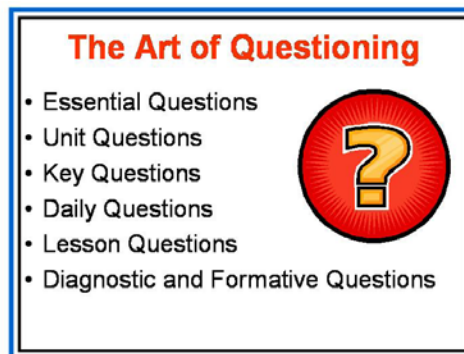 The Art of Questioning
• Essential Questions
• Unit Questions
• Key Questions
• Daily Questions
• Lesson Questions
• Diagnostic and Formative Questions
?